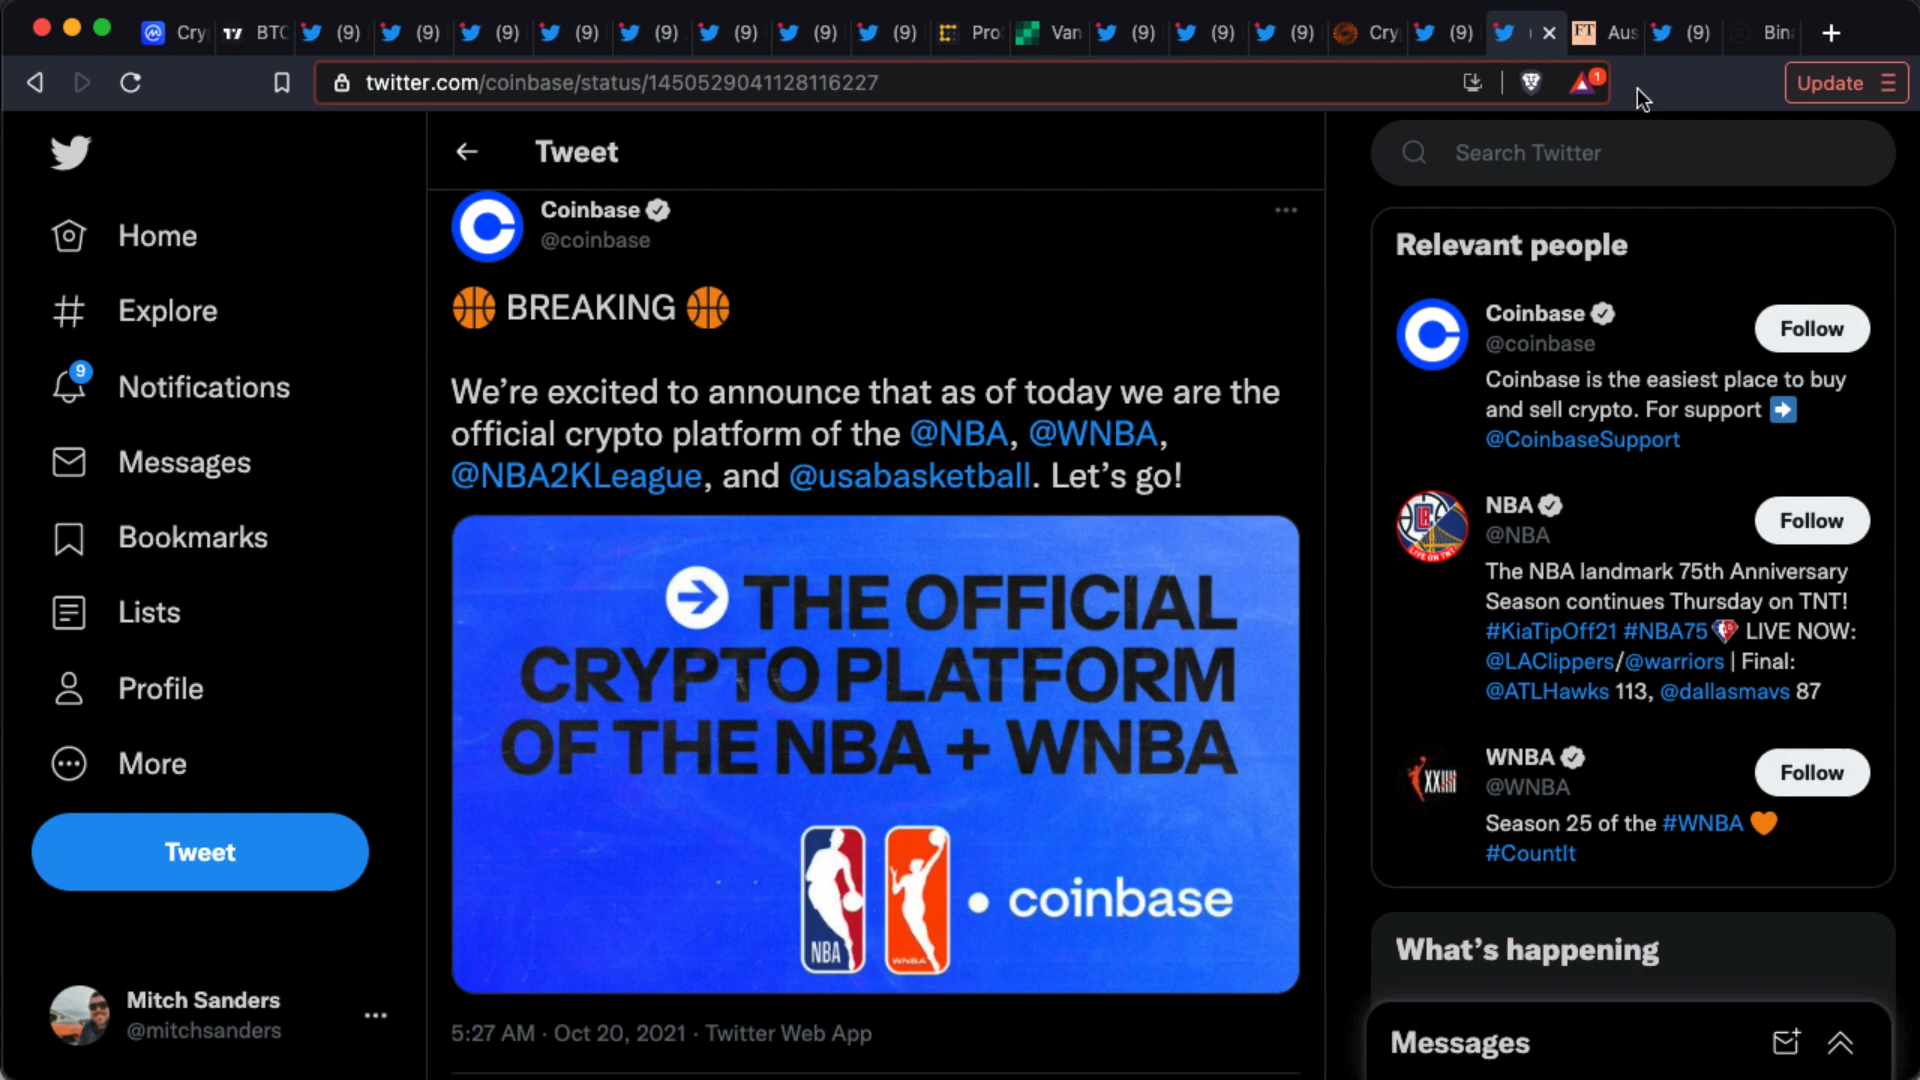 Cry
BTC
(9)
(9)
(9)
(9)
(9)
(9)
(9)
(9)
Pro
Van
(9)
(9)
(9)
Cry
(9)
FT
Aus
(9)
Bin
twitter.com/coinbase/status/1450529041128116227
1
Update
Home
Explore
9
Notifications
Messages
Bookmarks
Lists
Profile
More
Tweet
Mitch Sanders
@mitchsanders
Tweet
Coinbase
@coinbase
🏀 BREAKING 🏀
We’re excited to announce that as of today we are the
official crypto platform of the @NBA, @WNBA,
@NBA2KLeague, and @usabasketball. Let’s go!
THE OFFICIAL
CRYPTO PLATFORM
OF THE NBA + WNBA
NBA
WNBA
• coinbase
5:27 AM · Oct 20, 2021 · Twitter Web App
Search Twitter
Relevant people
Coinbase
@coinbase
Follow
Coinbase is the easiest place to buy
and sell crypto. For support ➡️
@CoinbaseSupport
NBA
@NBA
Follow
The NBA landmark 75th Anniversary
Season continues Thursday on TNT!
#KiaTipOff21 #NBA75 LIVE NOW:
@LAClippers/@warriors | Final:
@ATLHawks 113, @dallasmavs 87
WNBA
@WNBA
Follow
Season 25 of the #WNBA 🧡
#CountIt
What’s happening
Messages